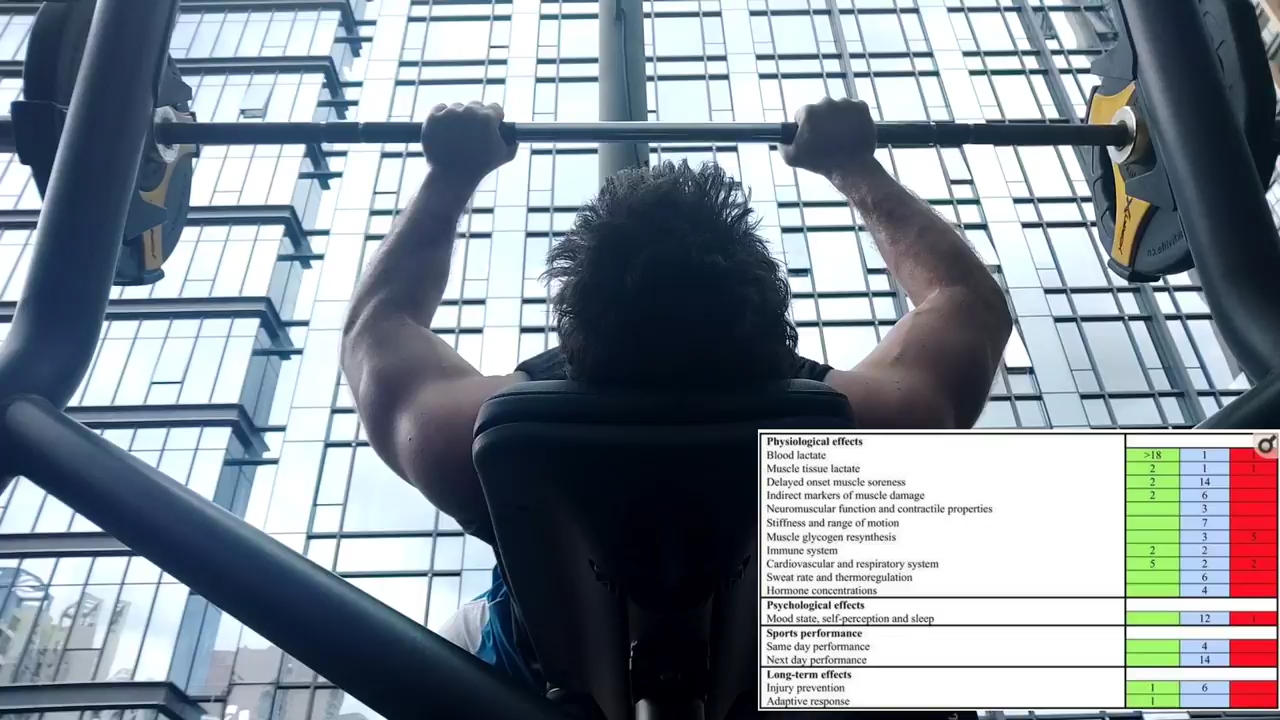 Physiological effects
Blood lactate >18 1 1
Muscle tissue lactate 2 1 1
Delayed onset muscle soreness 2 14
Indirect markers of muscle damage 2 6
Neuromuscular function and contractile properties 3
Stiffness and range of motion 7
Muscle glycogen resynthesis 3 5
Immune system 2 2
Cardiovascular and respiratory system 5 2 2
Sweat rate and thermoregulation 6
Hormone concentrations 4
Psychological effects
Mood state, self-perception and sleep 12 1
Sports performance
Same day performance 4
Next day performance 14
Long-term effects
Injury prevention 1 6
Adaptive response 1